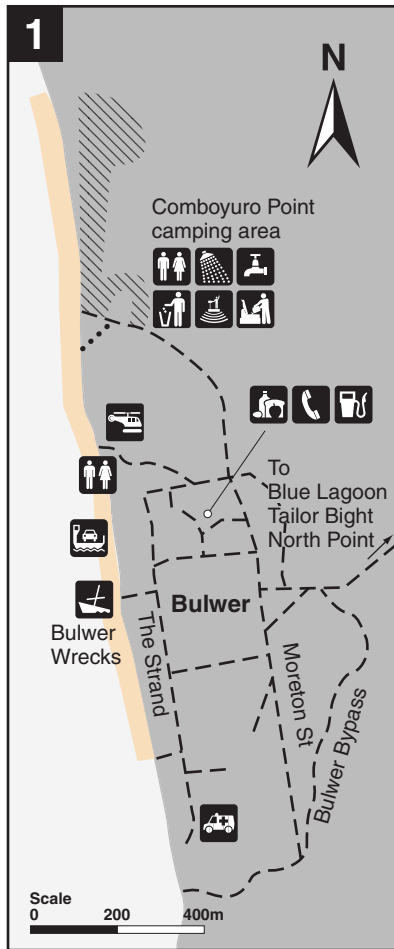 1
N
Comboyuro Point
camping area
To
Blue Lagoon
Tailor Bight
North Point
Bulwer
Bulwer
Wrecks
The Strand
Moreton St
Bulwer Bypass
Scale
0 200 400m